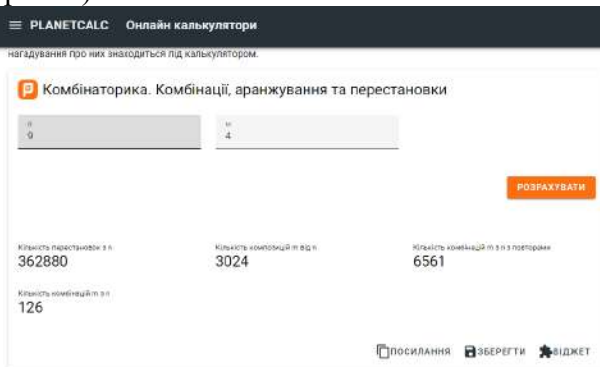 PLANETCALC Онлайн калькулятори
нагадування про них знаходиться під калькулятором.
Комбінаторика. Комбінації, аранжування та перестановки
9 4
РОЗРАХУВАТИ
Кількість перестановок з n Кількість композицій m від n Кількість комбінацій m з n з повторами
362880 3024 6561
Кількість комбінацій m з n
126
ПОСИЛАННЯ ЗБЕРЕГТИ ВІДЖЕТ